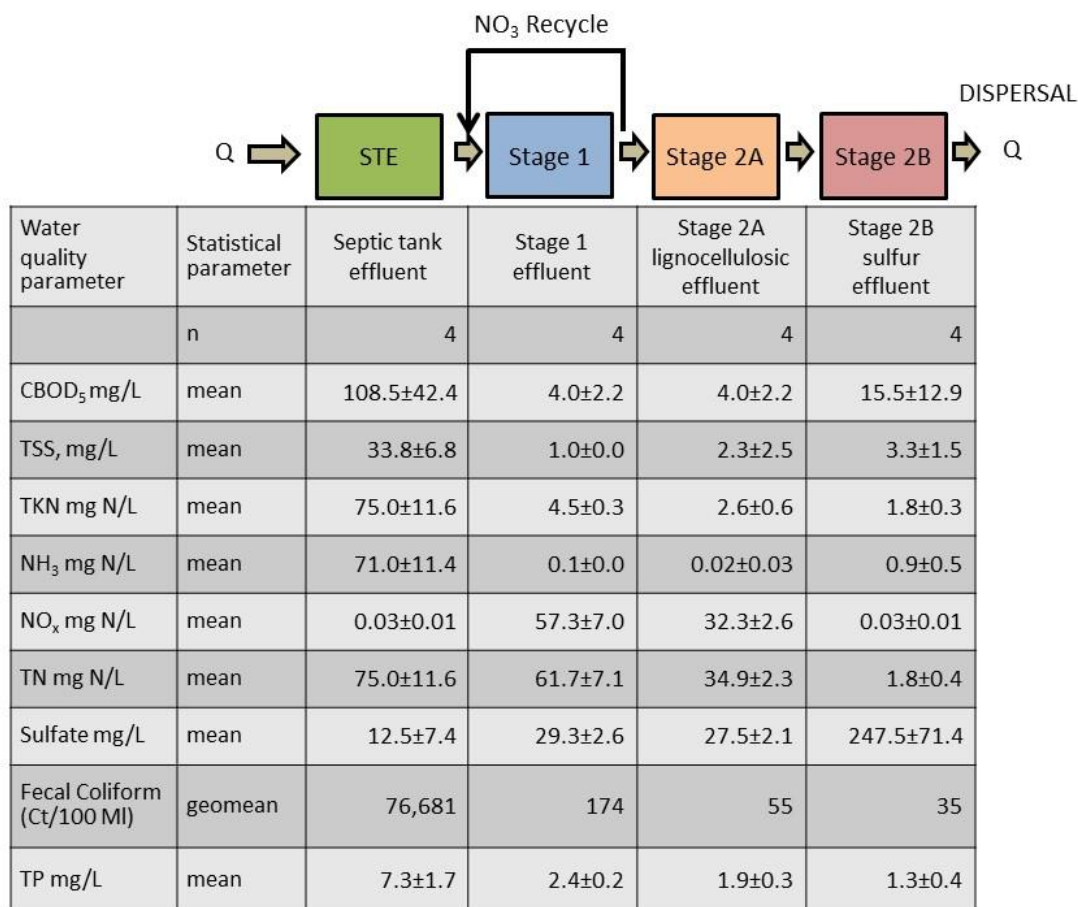 NO₃ Recycle
DISPERSAL
Q
STE
Stage 1
Stage 2A
Stage 2B
Q
Water
quality
parameter
Statistical
parameter
Septic tank
effluent
Stage 1
effluent
Stage 2A
lignocellulosic
effluent
Stage 2B
sulfur
effluent
n 4 4 4 4
CBOD₅ mg/L mean 108.5±42.4 4.0±2.2 4.0±2.2 15.5±12.9
TSS, mg/L mean 33.8±6.8 1.0±0.0 2.3±2.5 3.3±1.5
TKN mg N/L mean 75.0±11.6 4.5±0.3 2.6±0.6 1.8±0.3
NH₃ mg N/L mean 71.0±11.4 0.1±0.0 0.02±0.03 0.9±0.5
NOₓ mg N/L mean 0.03±0.01 57.3±7.0 32.3±2.6 0.03±0.01
TN mg N/L mean 75.0±11.6 61.7±7.1 34.9±2.3 1.8±0.4
Sulfate mg/L mean 12.5±7.4 29.3±2.6 27.5±2.1 247.5±71.4
Fecal Coliform
(Ct/100 Ml) geomean 76,681 174 55 35
TP mg/L mean 7.3±1.7 2.4±0.2 1.9±0.3 1.3±0.4